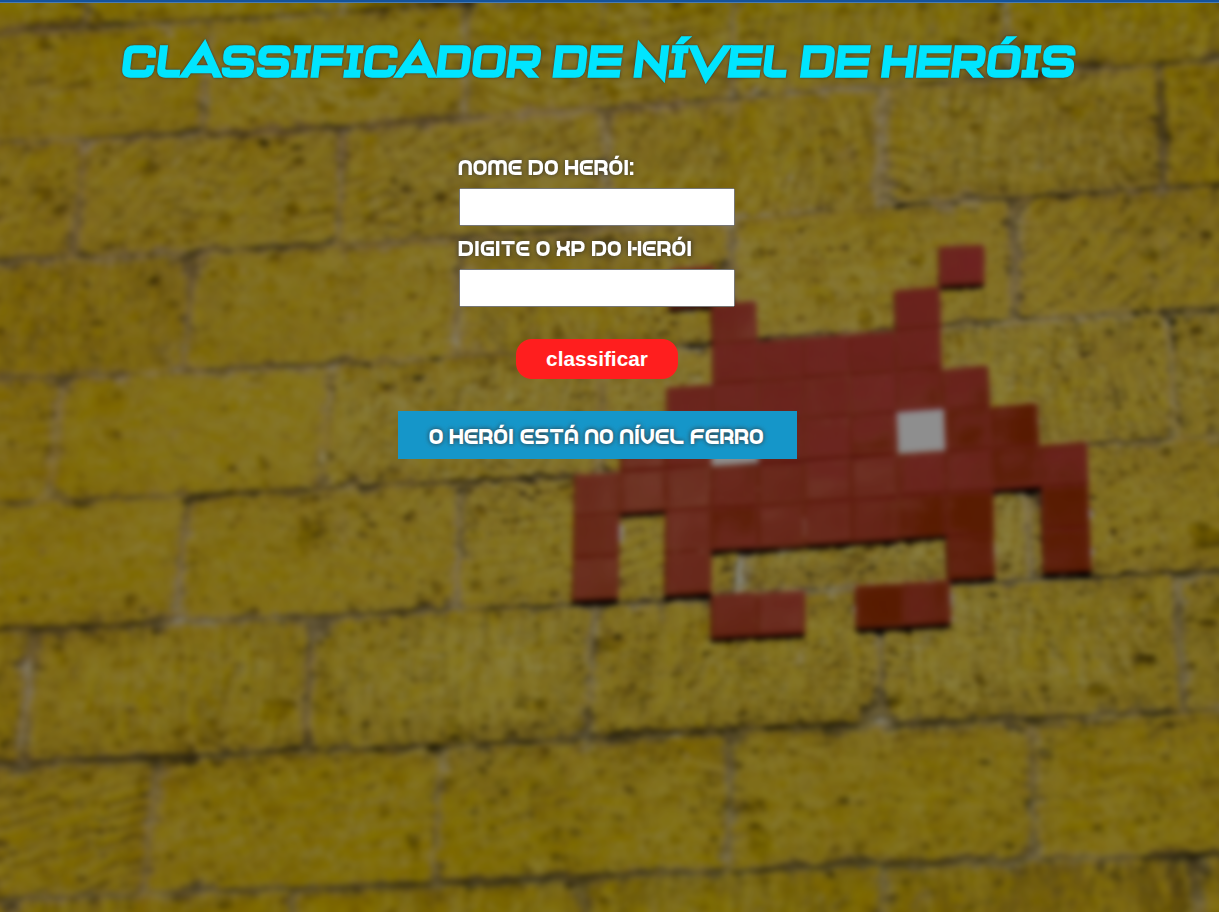 CLASSIFICADOR DE NÍVEL DE HERÓIS
NOME DO HERÓI:
DIGITE O XP DO HERÓI
classificar
O HERÓI ESTÁ NO NÍVEL FERRO